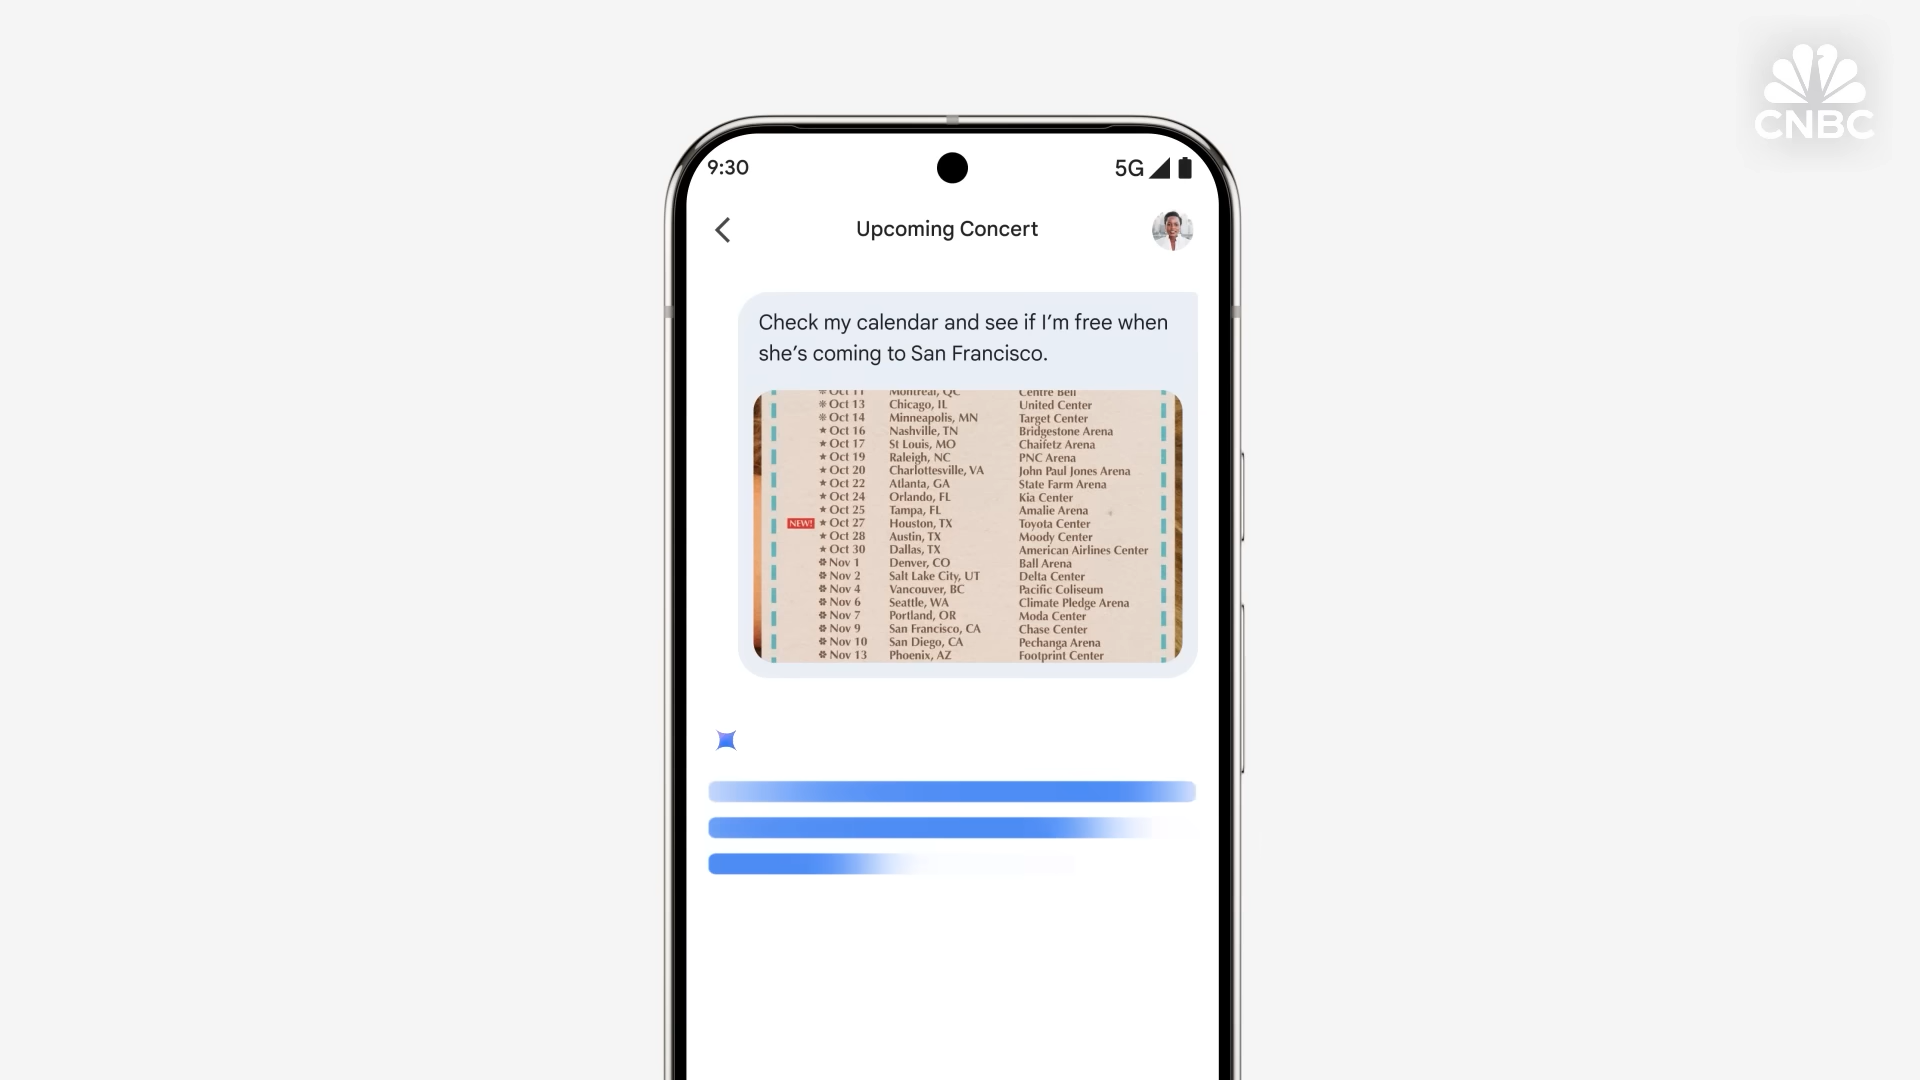 CNBC
9:30
5G
Upcoming Concert
Check my calendar and see if I’m free when
she’s coming to San Francisco.
Oct 11 Montreal, QC Centre Bell
Oct 13 Chicago, IL United Center
Oct 14 Minneapolis, MN Target Center
Oct 16 Nashville, TN Bridgestone Arena
Oct 17 St Louis, MO Chaifetz Arena
Oct 19 Raleigh, NC PNC Arena
Oct 20 Charlottesville, VA John Paul Jones Arena
Oct 22 Atlanta, GA State Farm Arena
Oct 24 Orlando, FL Kia Center
Oct 25 Tampa, FL Amalie Arena
NEW! Oct 27 Houston, TX Toyota Center
Oct 28 Austin, TX Moody Center
Oct 30 Dallas, TX American Airlines Center
Nov 1 Denver, CO Ball Arena
Nov 2 Salt Lake City, UT Delta Center
Nov 4 Vancouver, BC Pacific Coliseum
Nov 6 Seattle, WA Climate Pledge Arena
Nov 7 Portland, OR Moda Center
Nov 9 San Francisco, CA Chase Center
Nov 10 San Diego, CA Pechanga Arena
Nov 13 Phoenix, AZ Footprint Center